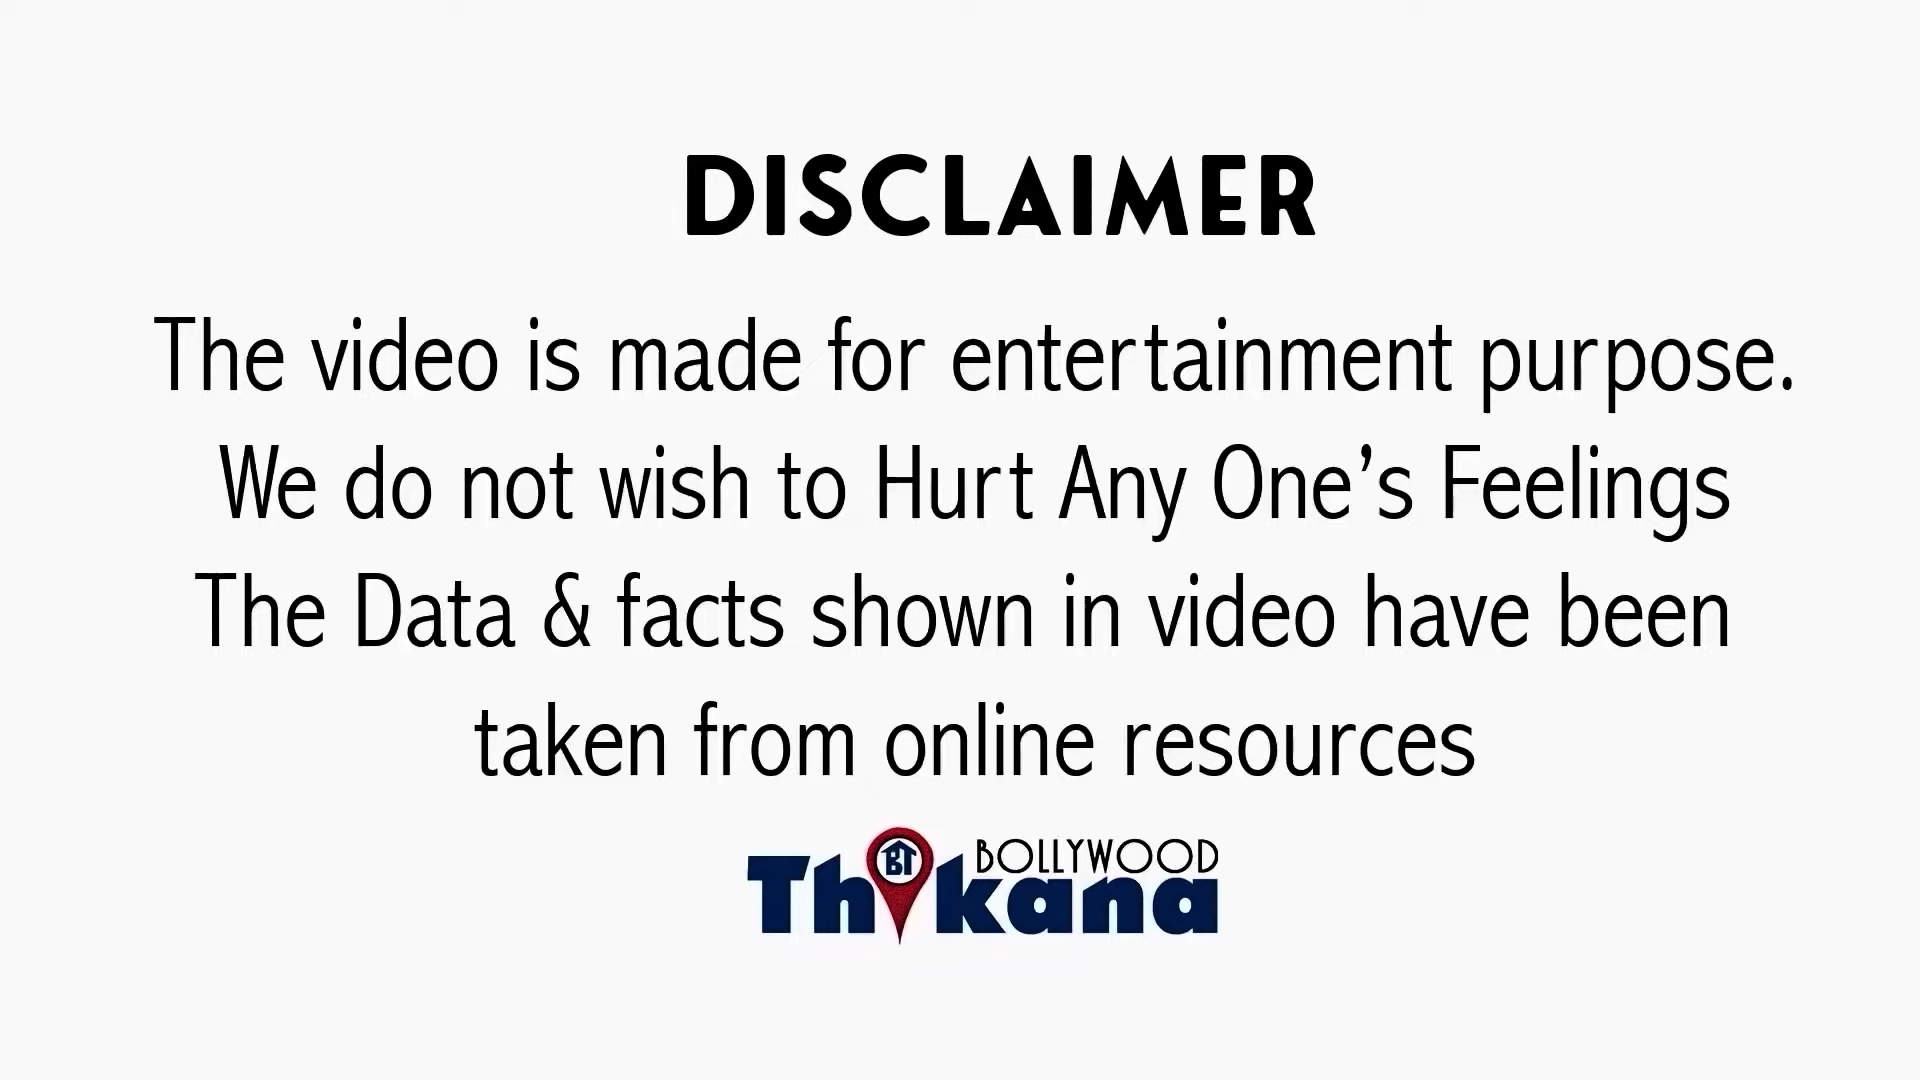 DISCLAIMER
The video is made for entertainment purpose.
We do not wish to Hurt Any One’s Feelings
The Data & facts shown in video have been
taken from online resources
BOLLYWOOD
BT
Thikana